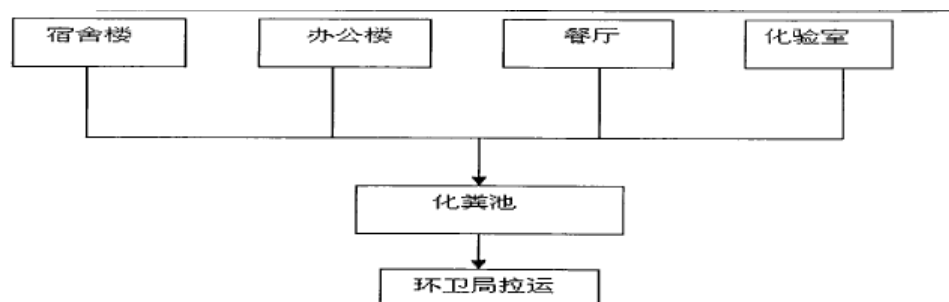 宿舍楼
办公楼
餐厅
化验室
化粪池
环卫局拉运